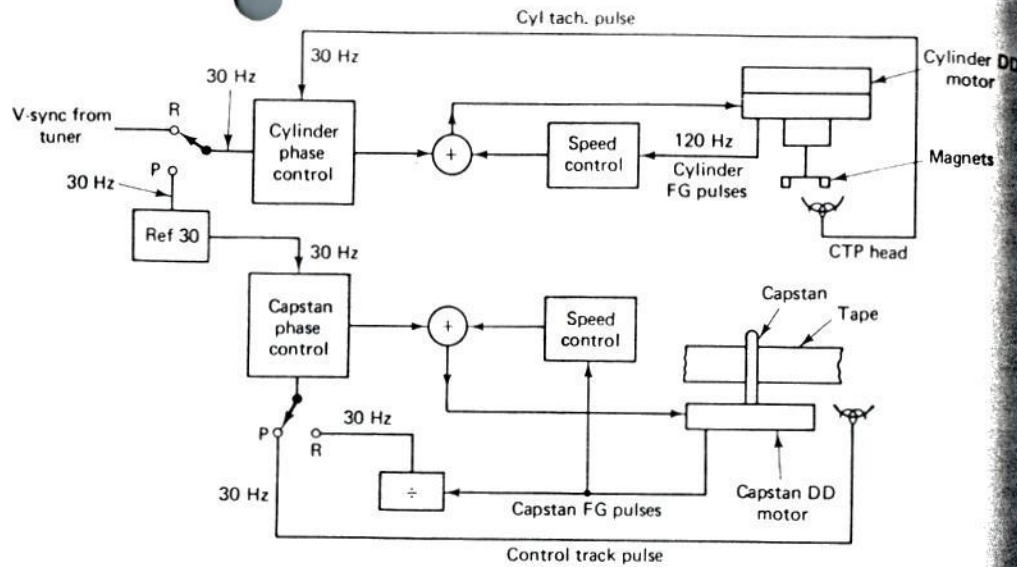 Cyl tach. pulse
30 Hz
30 Hz
Cylinder DD
motor
V-sync from
tuner
R
Cylinder
phase
control
+
Speed
control
120 Hz
Cylinder
FG pulses
Magnets
P
30 Hz
Ref 30
30 Hz
CTP head
Capstan
phase
control
+
Speed
control
Capstan
Tape
P
R
30 Hz
30 Hz
÷
Capstan FG pulses
Capstan DD
motor
Control track pulse